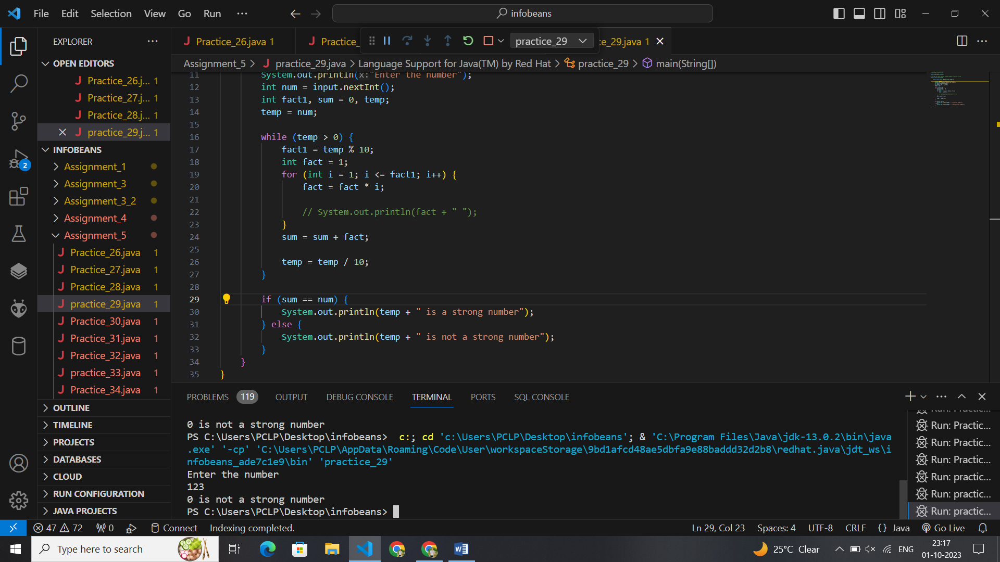 File Edit Selection View Go Run ···
infobeans
EXPLORER
Practice_26.java 1
Practice_
practice_29
ce_29.java 1
OPEN EDITORS
Practice_26.j... 1
Practice_27.j... 1
Practice_28.j... 1
practice_29.j... 1
INFOBEANS
Assignment_1
Assignment_3
Assignment_3_2
Assignment_4
Assignment_5
Practice_26.java 1
Practice_27.java 1
Practice_28.java 1
practice_29.java 1
Practice_30.java 1
Practice_31.java 1
Practice_32.java 1
practice_33.java 1
Practice_34.java 1
OUTLINE
TIMELINE
PROJECTS
DATABASES
CLOUD
RUN CONFIGURATION
JAVA PROJECTS
2
Assignment_5 > practice_29.java > Language Support for Java(TM) by Red Hat > practice_29 > main(String[])
11 System.out.println(x:"Enter the number");
12 int num = input.nextInt();
13 int fact1, sum = 0, temp;
14 temp = num;
15
16 while (temp > 0) {
17 fact1 = temp % 10;
18 int fact = 1;
19 for (int i = 1; i <= fact1; i++) {
20 fact = fact * i;
21
22 // System.out.println(fact + " ");
23 }
24 sum = sum + fact;
25
26 temp = temp / 10;
27 }
28
29 if (sum == num) {
30 System.out.println(temp + " is a strong number");
31 } else {
32 System.out.println(temp + " is not a strong number");
33 }
34 }
35 }
PROBLEMS 119 OUTPUT DEBUG CONSOLE TERMINAL PORTS SQL CONSOLE
0 is not a strong number
PS C:\Users\PCLP\Desktop\infobeans> c:; cd 'c:\Users\PCLP\Desktop\infobeans'; & 'C:\Program Files\Java\jdk-13.0.2\bin\java
.exe' '-cp' 'C:\Users\PCLP\AppData\Roaming\Code\User\workspaceStorage\9bd1afcd48ae5dbfa9e88baddd32d2b8\redhat.java\jdt_ws\i
nfobeans_ade7c1e9\bin' 'practice_29'
Enter the number
123
0 is not a strong number
PS C:\Users\PCLP\Desktop\infobeans>
Run: Practic...
Run: Practic...
Run: Practic...
Run: practic...
Run: practic...
Run: practic...
47 72 0 Connect Indexing completed. Ln 29, Col 23 Spaces: 4 UTF-8 CRLF {} Java Go Live
Type here to search
25°C Clear
ENG
23:17
01-10-2023